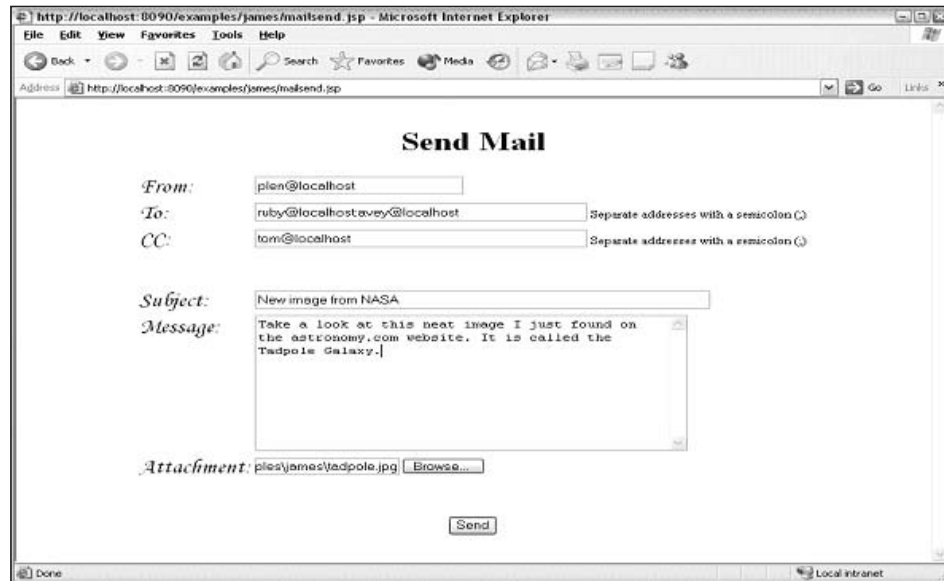 http://localhost:8090/examples/james/mailsend.jsp - Microsoft Internet Explorer
File Edit View Favorites Tools Help
Back Search Favorites Media
Address http://localhost:8090/examples/james/mailsend.jsp Go Links »
Send Mail
From: plen@localhost
To: ruby@localhost;avey@localhost Separate addresses with a semicolon (;)
CC: tom@localhost Separate addresses with a semicolon (;)
Subject: New image from NASA
Message: Take a look at this neat image I just found on
the astronomy.com website. It is called the
Tadpole Galaxy.
Attachment: ples\james\tadpole.jpg Browse...
Send
Done Local intranet